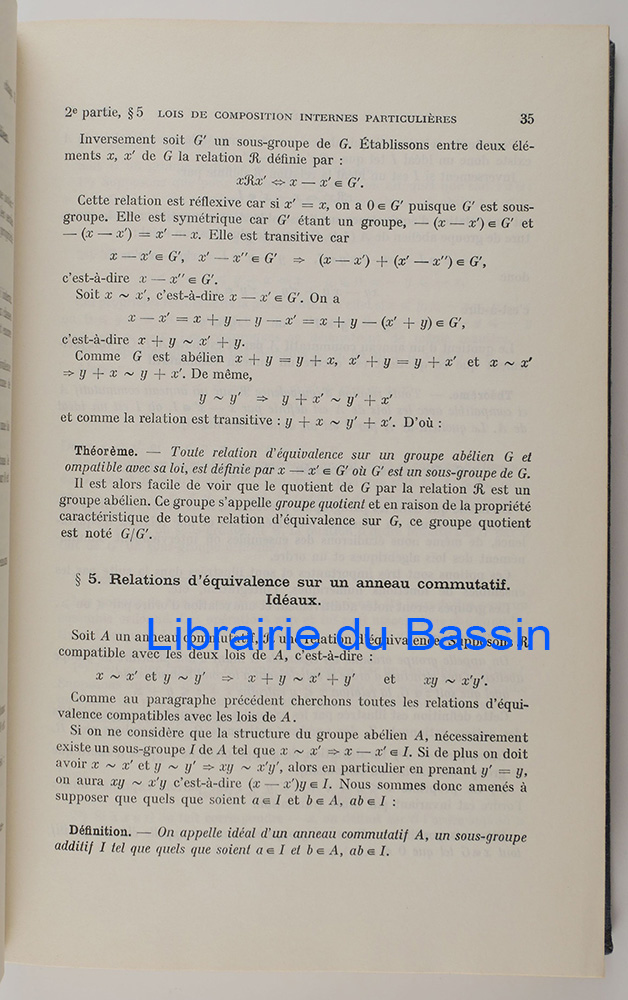 2e partie, § 5 LOIS DE COMPOSITION INTERNES PARTICULIÈRES 35
Inversement soit G' un sous-groupe de G. Établissons entre deux élé-
ments x, x' de G la relation ℛ définie par :
xℛx' ⇔ x — x' ∈ G'.
Cette relation est réflexive car si x' = x, on a 0 ∈ G' puisque G' est sous-
groupe. Elle est symétrique car G' étant un groupe, — (x — x') ∈ G' et
— (x — x') = x' — x. Elle est transitive car
x — x' ∈ G', x' — x'' ∈ G' ⇒ (x — x') + (x' — x'') ∈ G',
c'est-à-dire x — x'' ∈ G'.
Soit x ∼ x', c'est-à-dire x — x' ∈ G'. On a
x — x' = x + y — y — x' = x + y — (x' + y) ∈ G',
c'est-à-dire x + y ∼ x' + y.
Comme G est abélien x + y = y + x, x' + y = y + x' et x ∼ x'
⇒ y + x ∼ y + x'. De même,
y ∼ y' ⇒ y + x' ∼ y' + x'
et comme la relation est transitive : y + x ∼ y' + x'. D'où :
Théorème. — Toute relation d'équivalence sur un groupe abélien G et
ompatible avec sa loi, est définie par x — x' ∈ G' où G' est un sous-groupe de G.
Il est alors facile de voir que le quotient de G par la relation ℛ est un
groupe abélien. Ce groupe s'appelle groupe quotient et en raison de la propriété
caractéristique de toute relation d'équivalence sur G, ce groupe quotient
est noté G/G'.
§ 5. Relations d'équivalence sur un anneau commutatif.
Idéaux.
Soit A un anneau commutatif, ℛ une relation d'équivalence. Supposons ℛ
Librairie du Bassin
compatible avec les deux lois de A, c'est-à-dire :
x ∼ x' et y ∼ y' ⇒ x + y ∼ x' + y' et xy ∼ x'y'.
Comme au paragraphe précédent cherchons toutes les relations d'équi-
valence compatibles avec les lois de A.
Si on ne considère que la structure du groupe abélien A, nécessairement
existe un sous-groupe I de A tel que x ∼ x' ⇒ x — x' ∈ I. Si de plus on doit
avoir x ∼ x' et y ∼ y' ⇒ xy ∼ x'y', alors en particulier en prenant y' = y,
on aura xy ∼ x'y c'est-à-dire (x — x')y ∈ I. Nous sommes donc amenés à
supposer que quels que soient a ∈ I et b ∈ A, ab ∈ I :
Définition. — On appelle idéal d'un anneau commutatif A, un sous-groupe
additif I tel que quels que soient a ∈ I et b ∈ A, ab ∈ I.